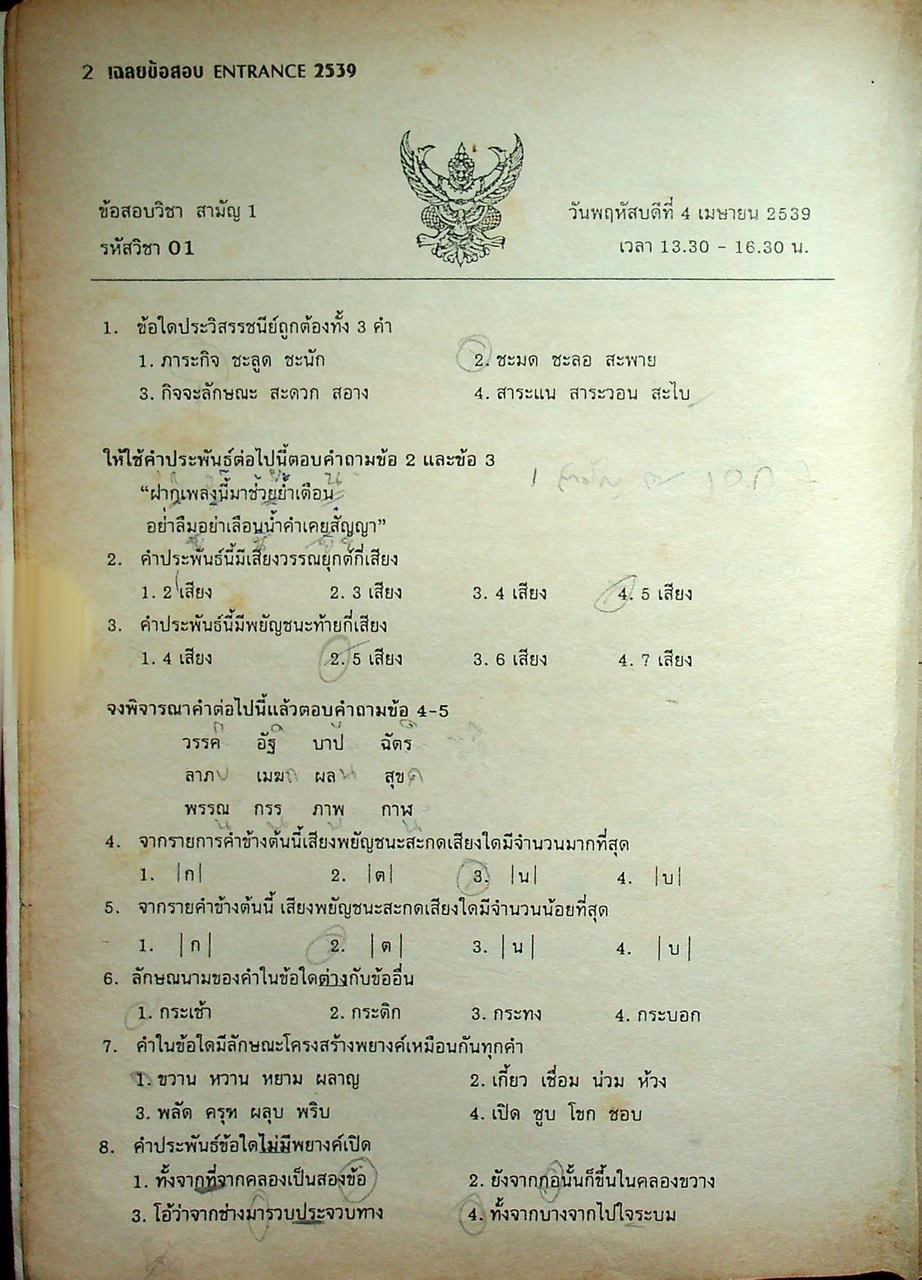 2 เฉลยข้อสอบ ENTRANCE 2539
ข้อสอบวิชา สามัญ 1 วันพฤหัสบดีที่ 4 เมษายน 2539
รหัสวิชา 01 เวลา 13.30 - 16.30 น.
1. ข้อใดประวิสรรชนีย์ถูกต้องทั้ง 3 คำ
1. ภาระกิจ ชะลูด ชะนัก 2. ชะมด ชะลอ สะพาย
3. กิจจะลักษณะ สะดวก สอาง 4. สาระแน สาระวอน สะไบ
ให้ใช้คำประพันธ์ต่อไปนี้ตอบคำถามข้อ 2 และข้อ 3
“ฝากเพลงนี้มาช่วยย้ำเตือน
อย่าลืมอย่าเลือนน้ำคำเคยสัญญา”
2. คำประพันธ์นี้มีเสียงวรรณยุกต์กี่เสียง
1. 2 เสียง 2. 3 เสียง 3. 4 เสียง 4. 5 เสียง
3. คำประพันธ์นี้มีพยัญชนะท้ายกี่เสียง
1. 4 เสียง 2. 5 เสียง 3. 6 เสียง 4. 7 เสียง
จงพิจารณาคำต่อไปนี้แล้วตอบคำถามข้อ 4-5
วรรค อัฐ บาป ฉัตร
ลาภ เมฆ ผล สุข
พรรณ กรร ภาพ กาฬ
4. จากรายการคำข้างต้นนี้เสียงพยัญชนะสะกดเสียงใดมีจำนวนมากที่สุด
1. |ก| 2. |ต| 3. |น| 4. |บ|
5. จากรายคำข้างต้นนี้ เสียงพยัญชนะสะกดเสียงใดมีจำนวนน้อยที่สุด
1. |ก| 2. |ต| 3. |น| 4. |บ|
6. ลักษณนามของคำในข้อใดต่างกับข้ออื่น
1. กระเช้า 2. กระติก 3. กระทง 4. กระบอก
7. คำในข้อใดมีลักษณะโครงสร้างพยางค์เหมือนกันทุกคำ
1. ขวาน หวาน หยาม ผลาญ 2. เกี้ยว เชื่อม น่วม ห้วง
3. พลัด ครุฑ ผลุบ พริบ 4. เปิด ชูบ โขก ชอบ
8. คำประพันธ์ข้อใดไม่มีพยางค์เปิด
1. ทั้งจากที่จากคลองเป็นสองข้อ 2. ยังจากกอนั้นก็ขึ้นในคลองขวาง
3. โอ้ว่าจากช่างมารวบประจวบทาง 4. ทั้งจากบางจากไปใจระบม